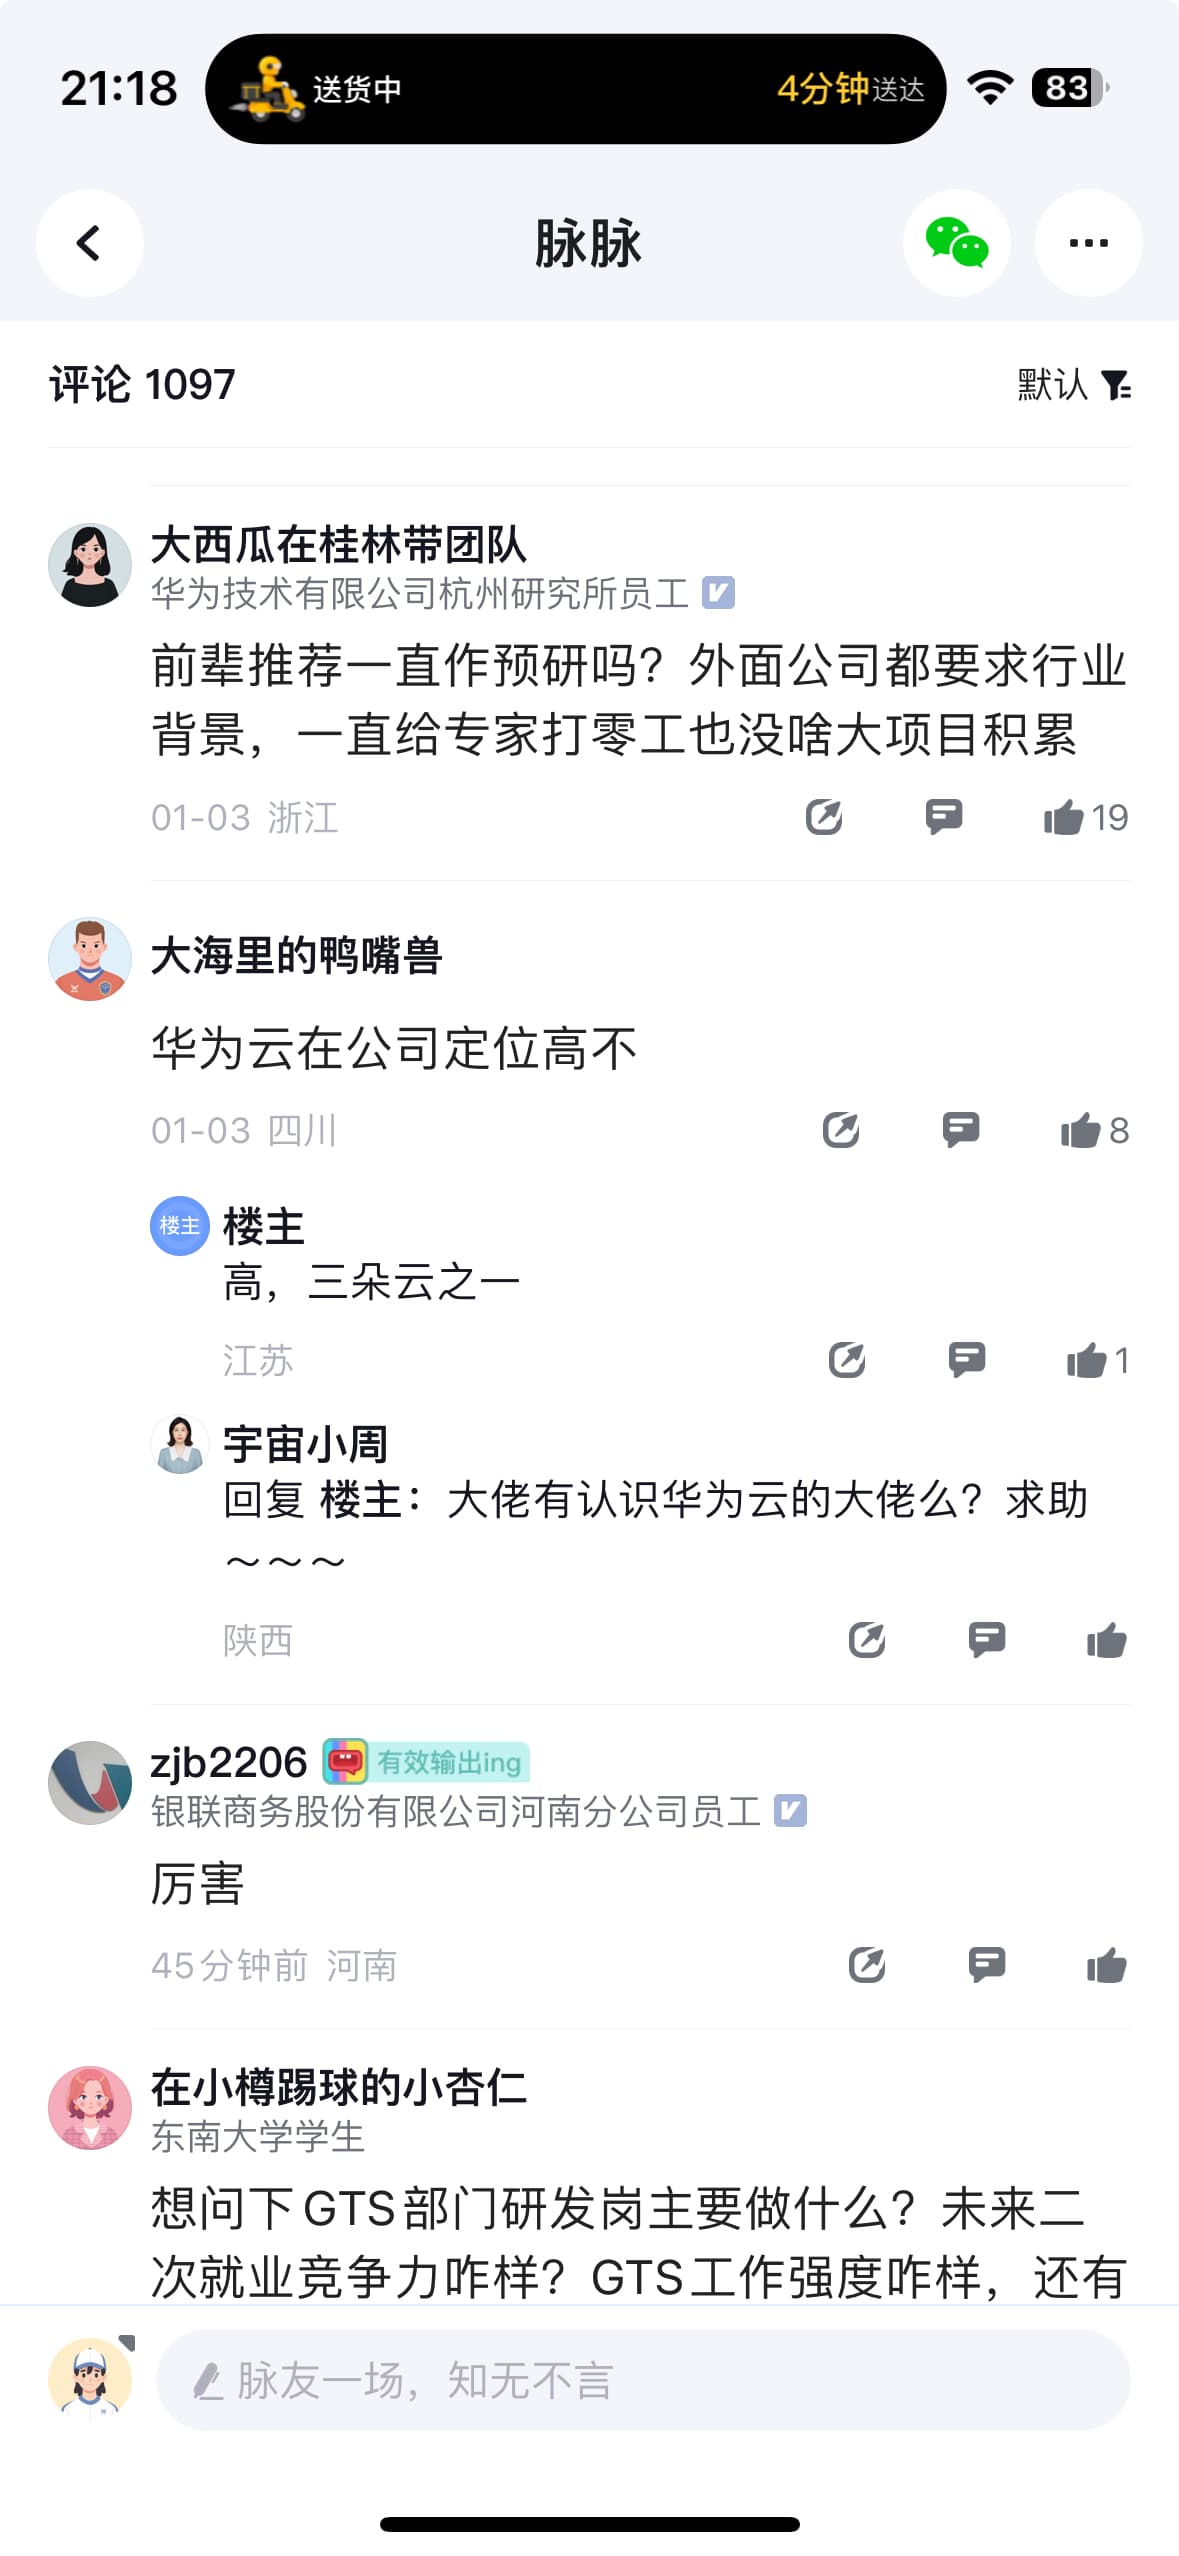 21:18
送货中
4分钟送达
83
脉脉
评论 1097
默认
大西瓜在桂林带团队
华为技术有限公司杭州研究所员工
前辈推荐一直作预研吗？外面公司都要求行业
背景，一直给专家打零工也没啥大项目积累
01-03 浙江
19
大海里的鸭嘴兽
华为云在公司定位高不
01-03 四川
8
楼主
楼主
高，三朵云之一
江苏
1
宇宙小周
回复 楼主：大佬有认识华为云的大佬么？求助
～～～
陕西
zjb2206 有效输出ing
银联商务股份有限公司河南分公司员工
厉害
45分钟前 河南
在小樽踢球的小杏仁
东南大学学生
想问下GTS部门研发岗主要做什么？未来二
次就业竞争力咋样？GTS工作强度咋样，还有
脉友一场，知无不言